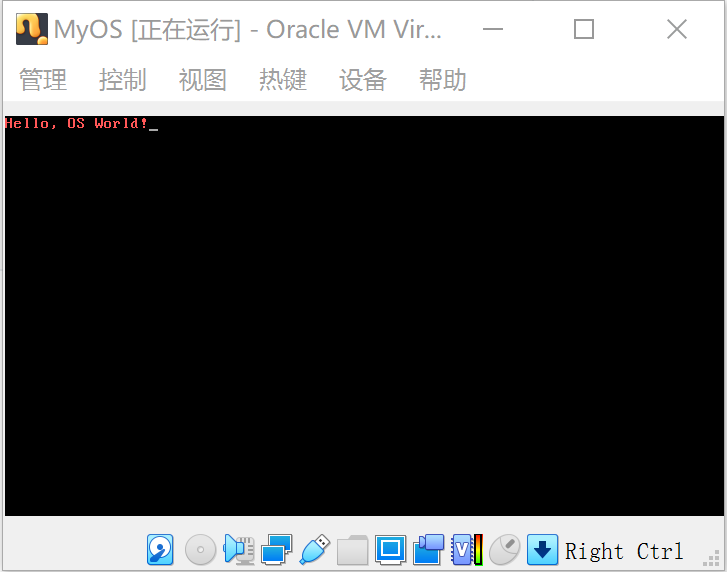 MyOS [正在运行] - Oracle VM Vir...
管理 控制 视图 热键 设备 帮助
Hello, OS World!_
V Right Ctrl